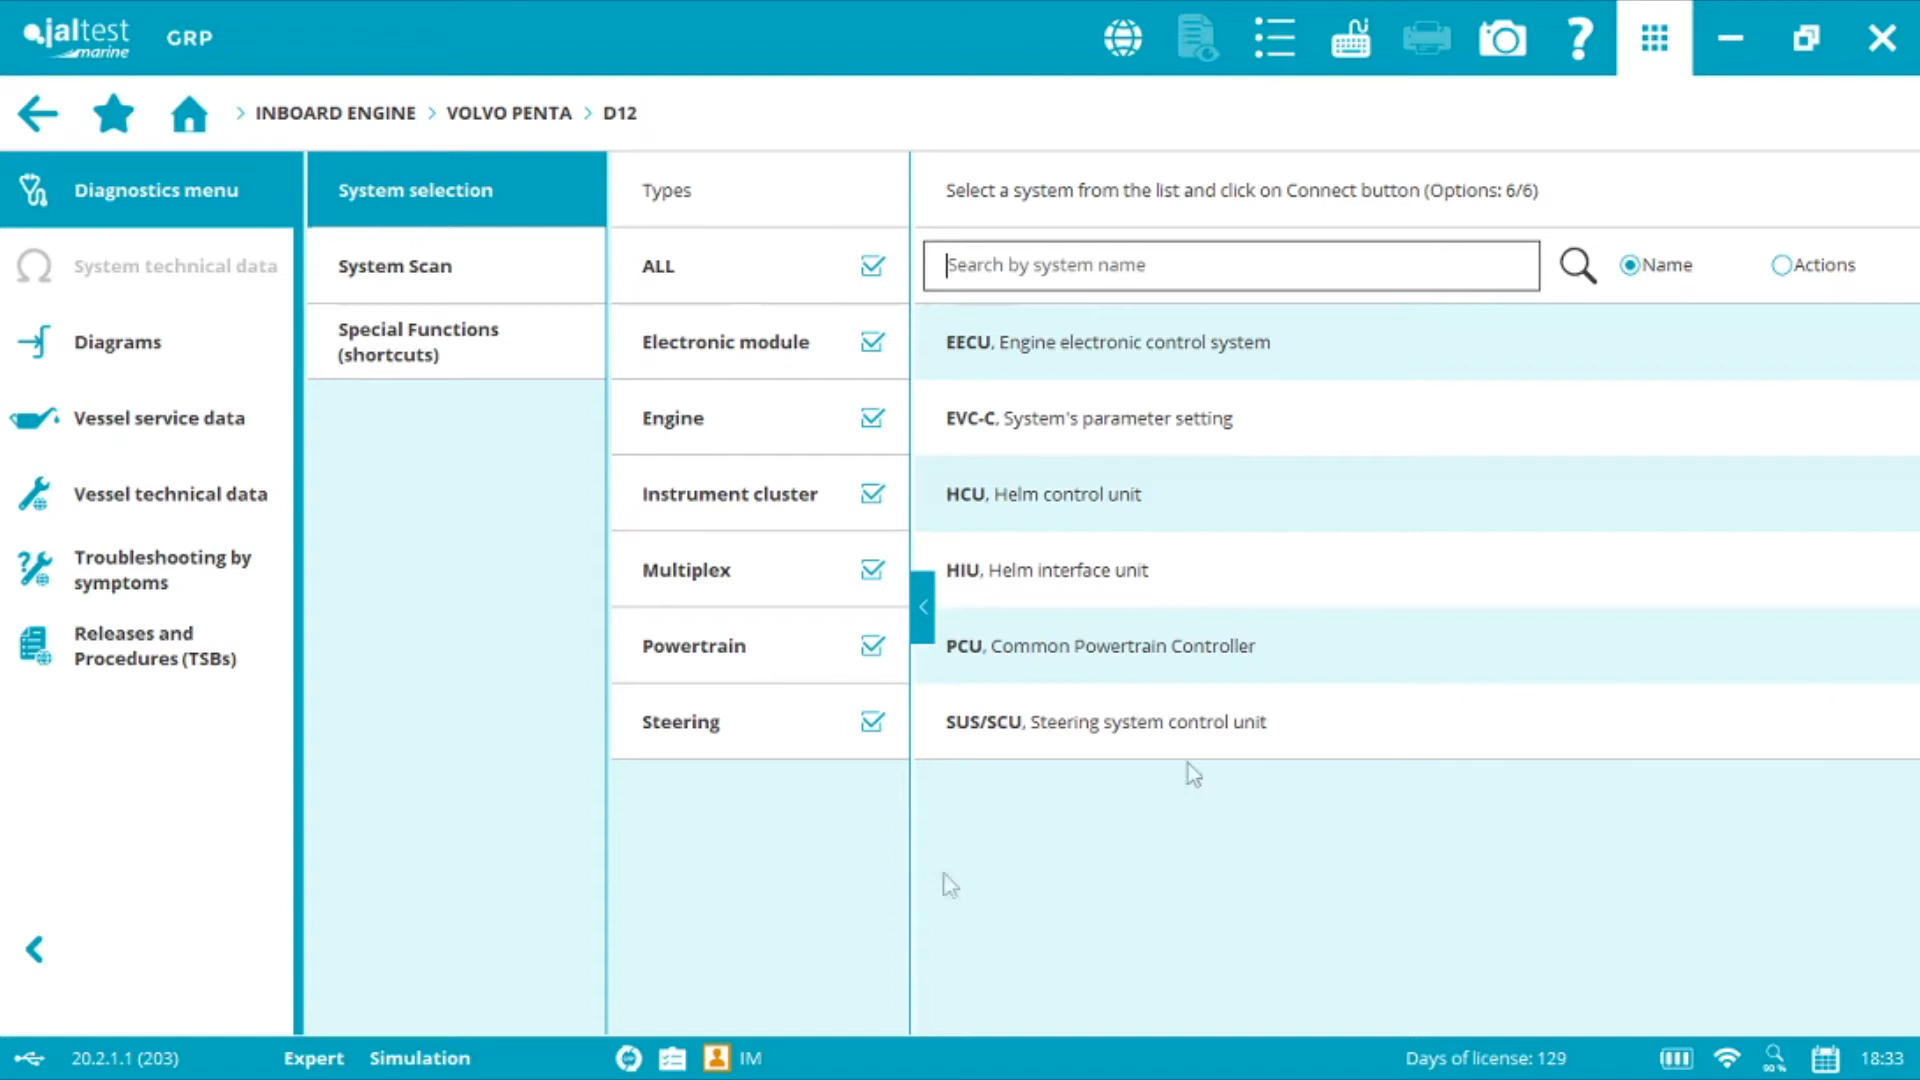 jaltest
marine
GRP
> INBOARD ENGINE > VOLVO PENTA > D12
Diagnostics menu
System technical data
Diagrams
Vessel service data
Vessel technical data
Troubleshooting by
symptoms
Releases and
Procedures (TSBs)
System selection
System Scan
Special Functions
(shortcuts)
Types
ALL
Electronic module
Engine
Instrument cluster
Multiplex
Powertrain
Steering
Select a system from the list and click on Connect button (Options: 6/6)
Search by system name
Name
Actions
EECU, Engine electronic control system
EVC-C, System's parameter setting
HCU, Helm control unit
HIU, Helm interface unit
PCU, Common Powertrain Controller
SUS/SCU, Steering system control unit
20.2.1.1 (203)
Expert
Simulation
IM
Days of license: 129
90 %
18:33